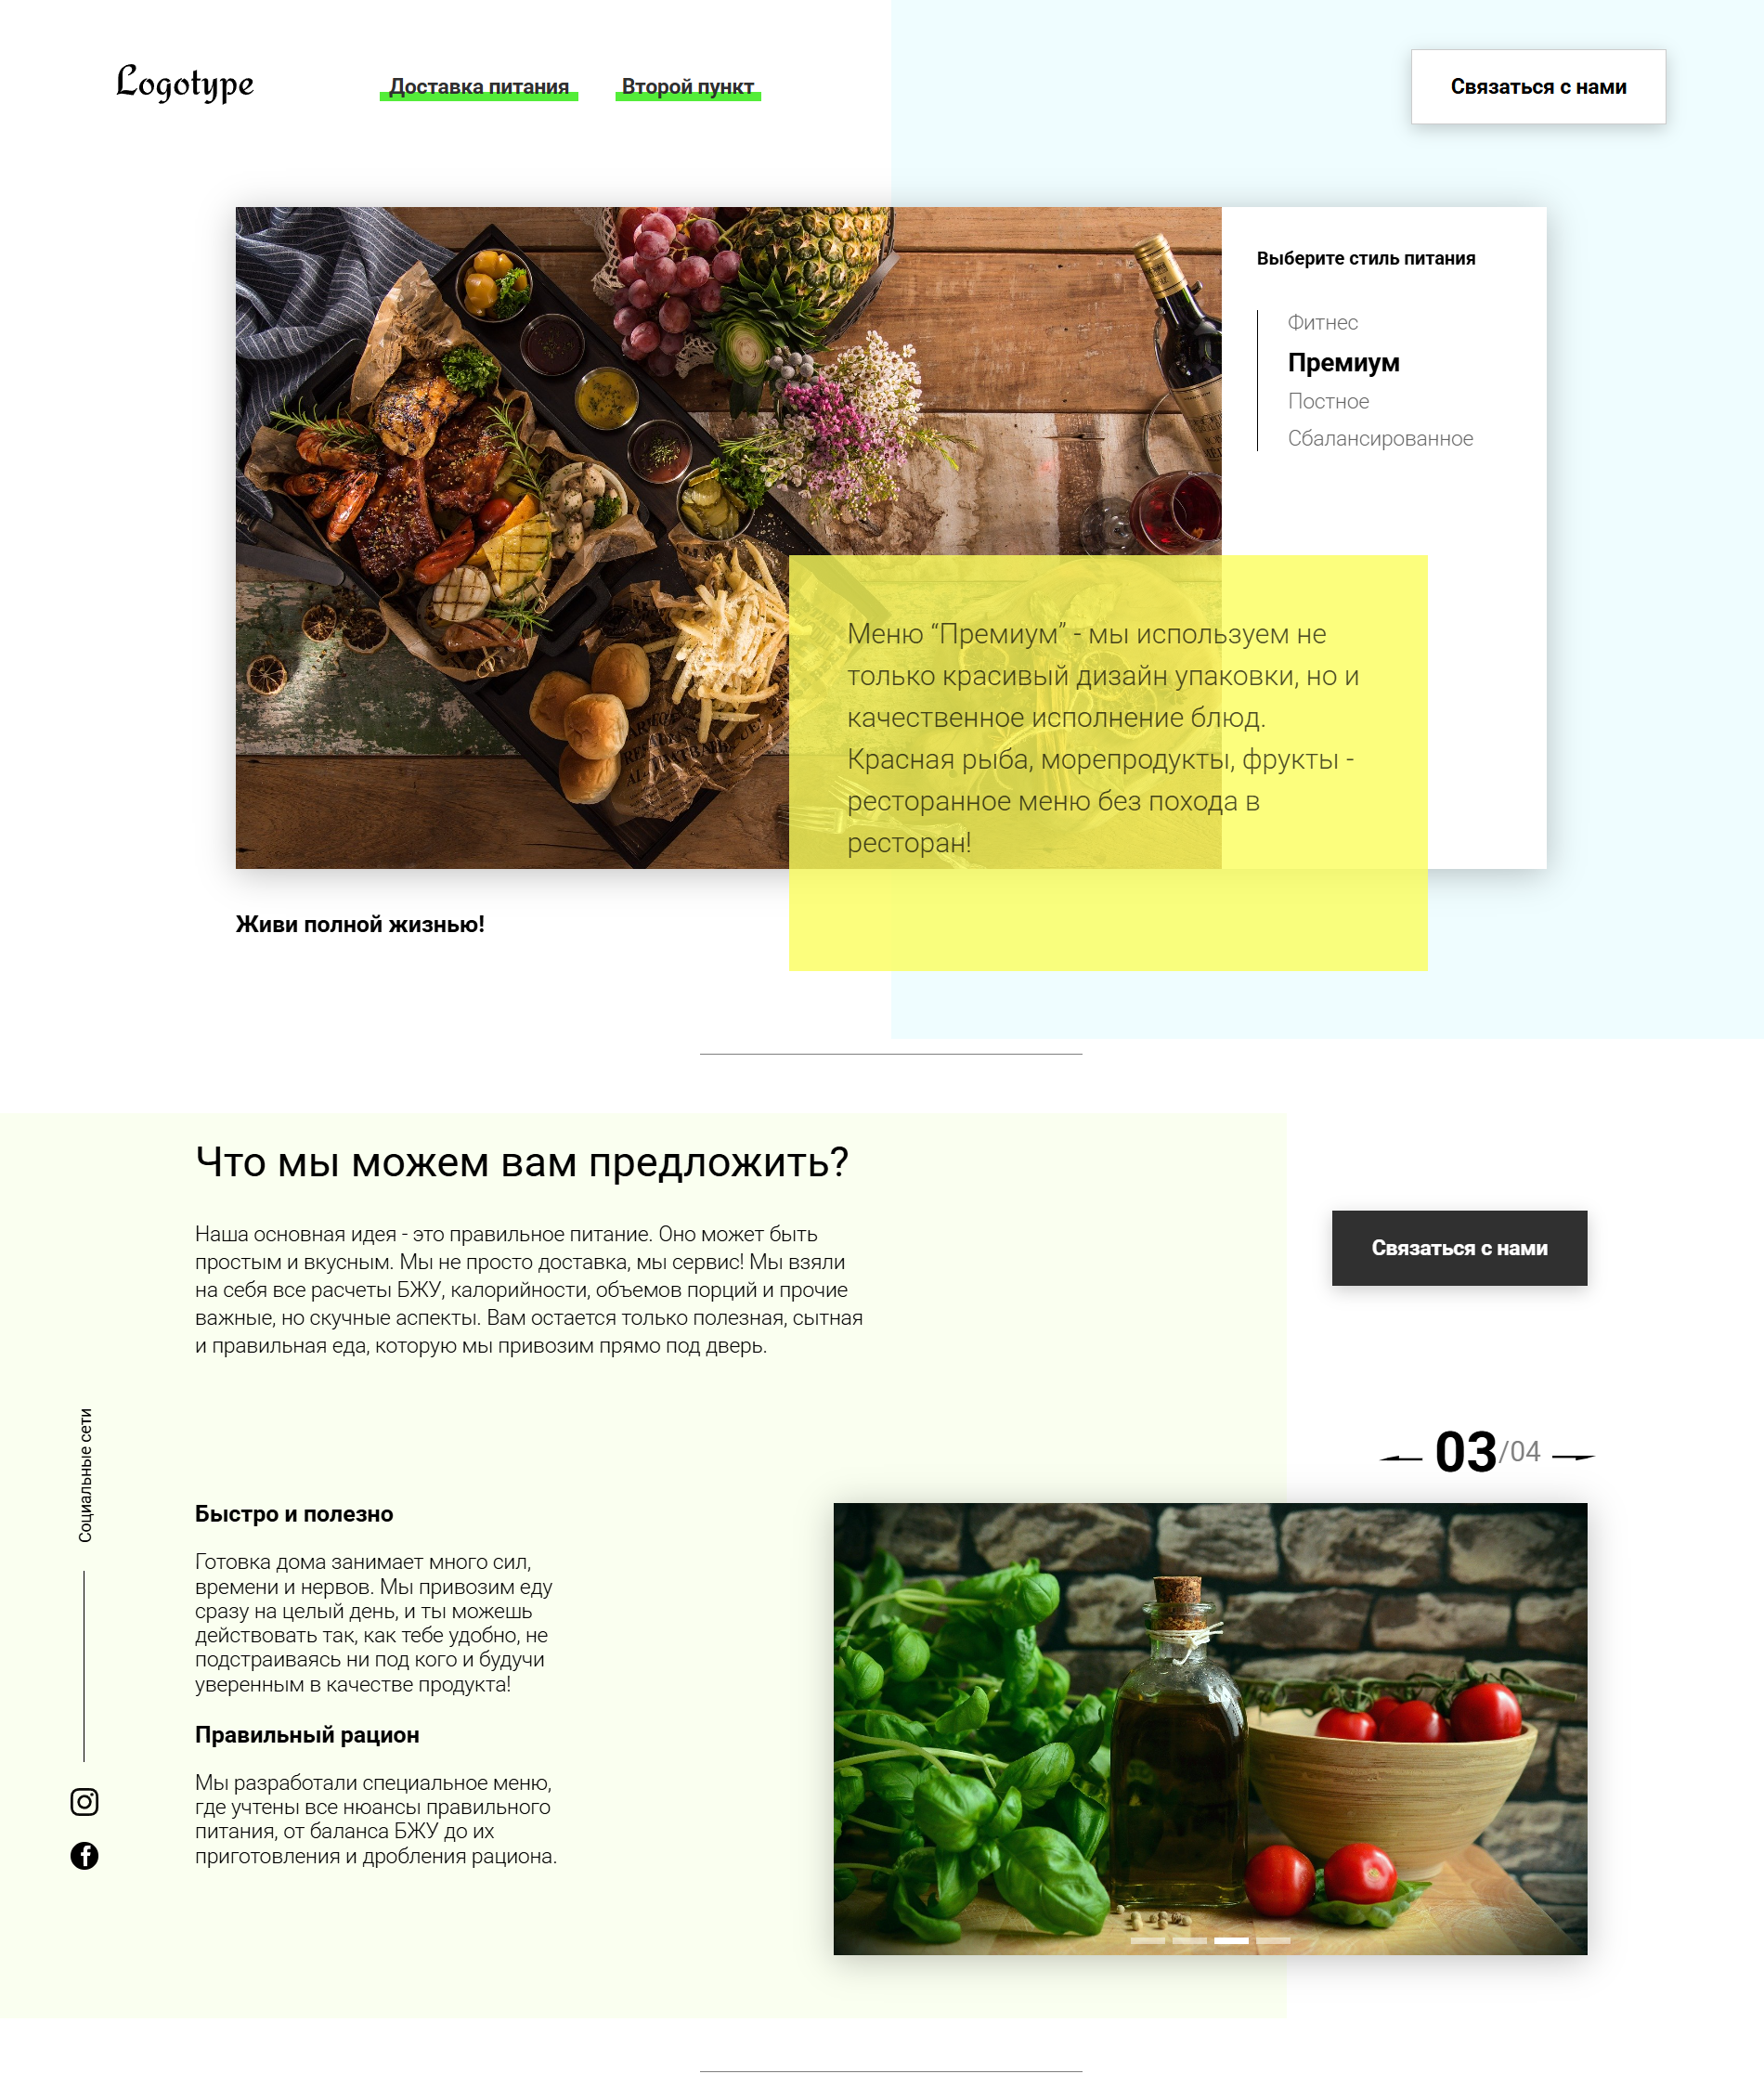 Logotype
Доставка питания
Второй пункт
Связаться с нами
Выберите стиль питания
Фитнес
Премиум
Постное
Сбалансированное
Меню “Премиум” - мы используем не
только красивый дизайн упаковки, но и
качественное исполнение блюд.
Красная рыба, морепродукты, фрукты -
ресторанное меню без похода в
ресторан!
Живи полной жизнью!
Что мы можем вам предложить?
Наша основная идея - это правильное питание. Оно может быть
простым и вкусным. Мы не просто доставка, мы сервис! Мы взяли
на себя все расчеты БЖУ, калорийности, объемов порций и прочие
важные, но скучные аспекты. Вам остается только полезная, сытная
и правильная еда, которую мы привозим прямо под дверь.
Связаться с нами
Социальные сети
03/04
Быстро и полезно
Готовка дома занимает много сил,
времени и нервов. Мы привозим еду
сразу на целый день, и ты можешь
действовать так, как тебе удобно, не
подстраиваясь ни под кого и будучи
уверенным в качестве продукта!
Правильный рацион
Мы разработали специальное меню,
где учтены все нюансы правильного
питания, от баланса БЖУ до их
приготовления и дробления рациона.